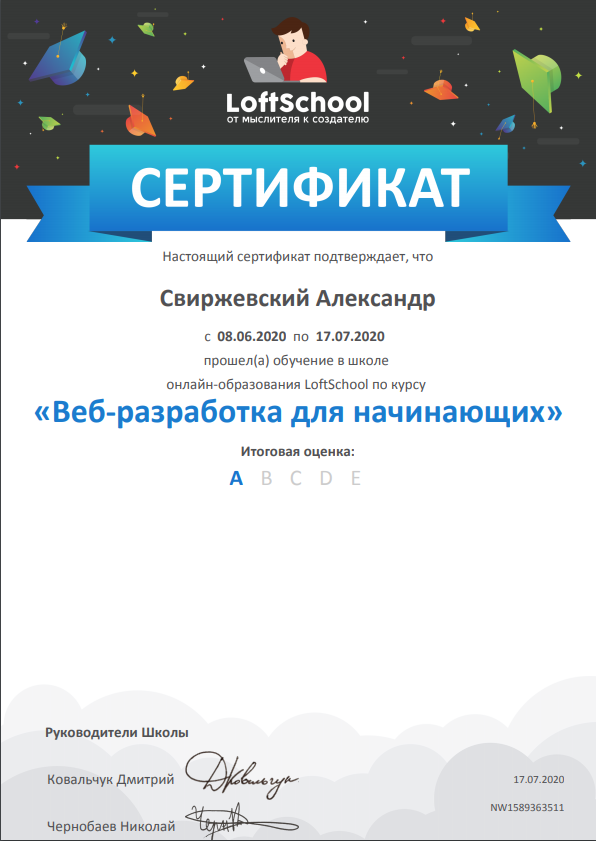 LoftSchool
от мыслителя к создателю
СЕРТИФИКАТ
Настоящий сертификат подтверждает, что
Свиржевский Александр
с 08.06.2020 по 17.07.2020
прошел(а) обучение в школе
онлайн-образования LoftSchool по курсу
«Веб-разработка для начинающих»
Итоговая оценка:
A B C D E
Руководители Школы
Ковальчук Дмитрий
17.07.2020
NW1589363511
Чернобаев Николай